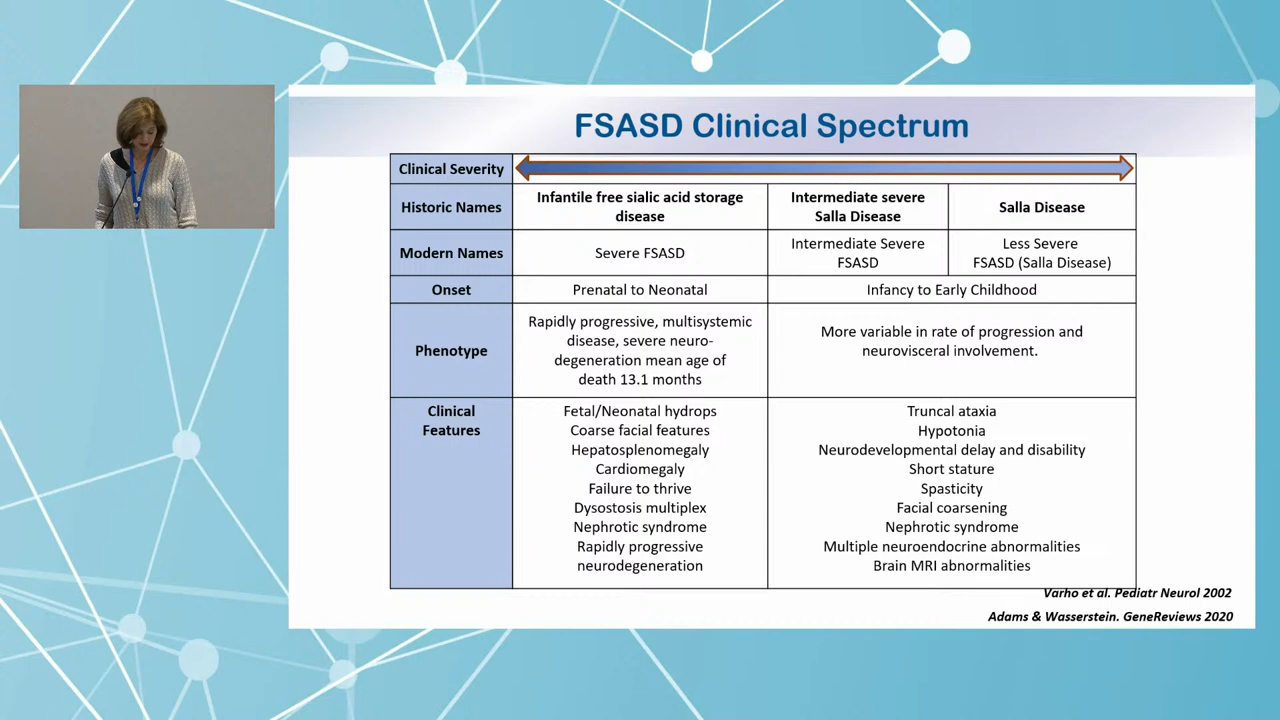 FSASD Clinical Spectrum
Clinical Severity
Historic Names
Infantile free sialic acid storage
disease
Intermediate severe
Salla Disease
Salla Disease
Modern Names
Severe FSASD
Intermediate Severe
FSASD
Less Severe
FSASD (Salla Disease)
Onset
Prenatal to Neonatal
Infancy to Early Childhood
Phenotype
Rapidly progressive, multisystemic
disease, severe neuro-
degeneration mean age of
death 13.1 months
More variable in rate of progression and
neurovisceral involvement.
Clinical
Features
Fetal/Neonatal hydrops
Coarse facial features
Hepatosplenomegaly
Cardiomegaly
Failure to thrive
Dysostosis multiplex
Nephrotic syndrome
Rapidly progressive
neurodegeneration
Truncal ataxia
Hypotonia
Neurodevelopmental delay and disability
Short stature
Spasticity
Facial coarsening
Nephrotic syndrome
Multiple neuroendocrine abnormalities
Brain MRI abnormalities
Varho et al. Pediatr Neurol 2002
Adams & Wasserstein. GeneReviews 2020